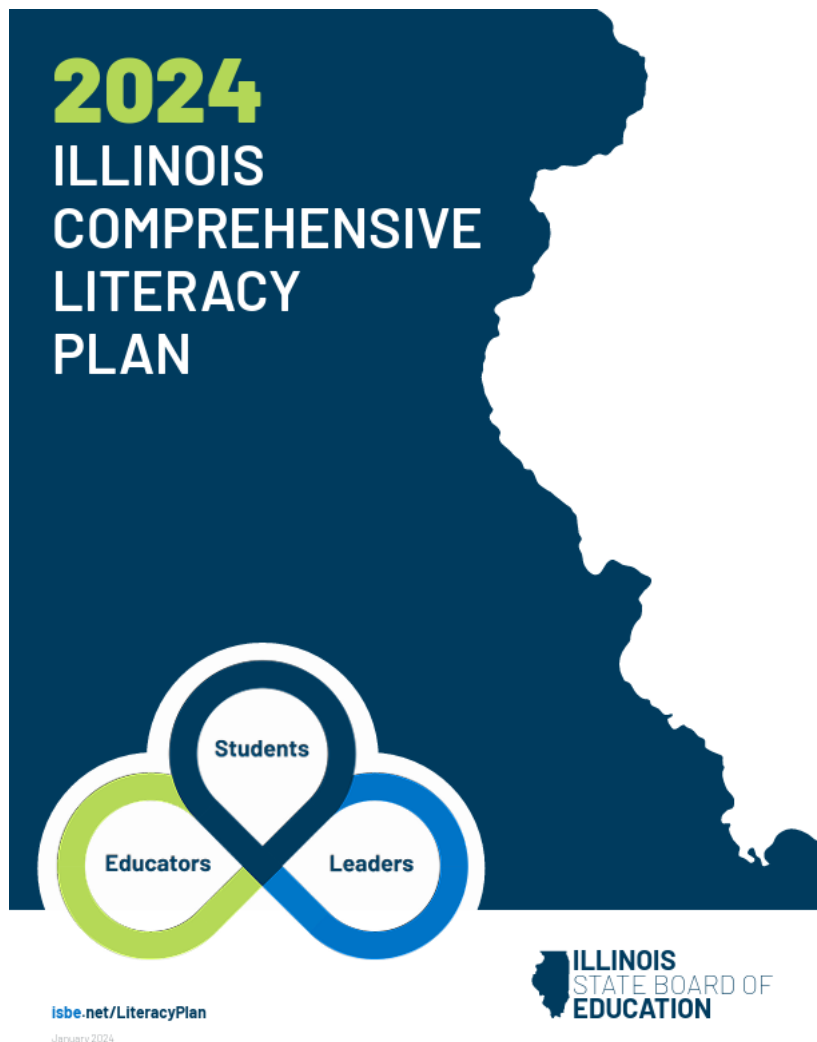 2024
ILLINOIS
COMPREHENSIVE
LITERACY
PLAN
Students
Educators
Leaders
ILLINOIS
STATE BOARD OF
EDUCATION
isbe.net/LiteracyPlan
January 2024